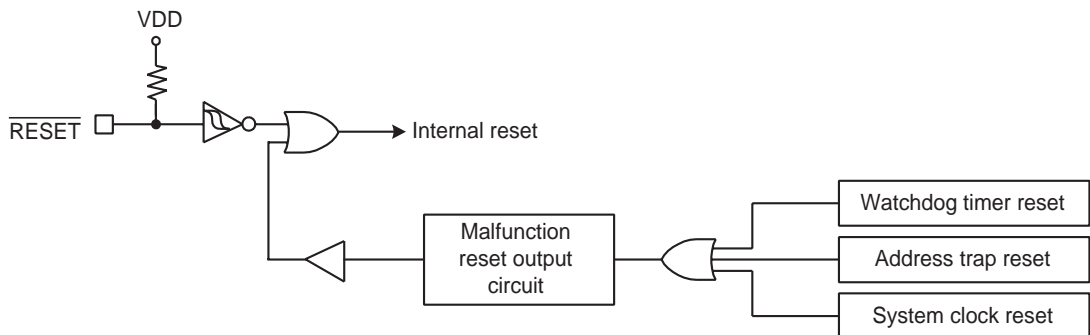 VDD
RESET
Internal reset
Watchdog timer reset
Malfunction
reset output
circuit
Address trap reset
System clock reset